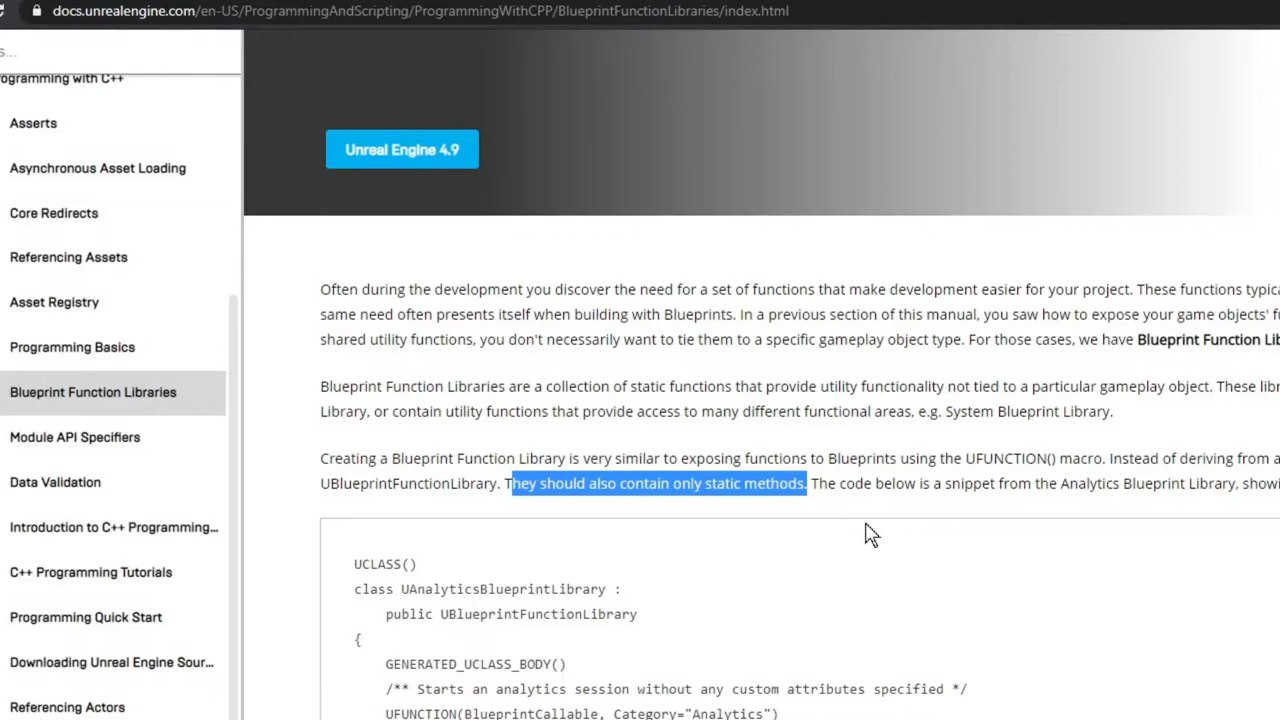 docs.unrealengine.com/en-US/ProgrammingAndScripting/ProgrammingWithCPP/BlueprintFunctionLibraries/index.html
s...
ogramming with C++
Asserts
Asynchronous Asset Loading
Core Redirects
Referencing Assets
Asset Registry
Programming Basics
Blueprint Function Libraries
Module API Specifiers
Data Validation
Introduction to C++ Programming...
C++ Programming Tutorials
Programming Quick Start
Downloading Unreal Engine Sour...
Referencing Actors
Unreal Engine 4.9
Often during the development you discover the need for a set of functions that make development easier for your project. These functions typica
same need often presents itself when building with Blueprints. In a previous section of this manual, you saw how to expose your game objects' fu
shared utility functions, you don't necessarily want to tie them to a specific gameplay object type. For those cases, we have Blueprint Function Lib
Blueprint Function Libraries are a collection of static functions that provide utility functionality not tied to a particular gameplay object. These libr
Library, or contain utility functions that provide access to many different functional areas, e.g. System Blueprint Library.
Creating a Blueprint Function Library is very similar to exposing functions to Blueprints using the UFUNCTION() macro. Instead of deriving from a
UBlueprintFunctionLibrary. They should also contain only static methods. The code below is a snippet from the Analytics Blueprint Library, showi
UCLASS()
class UAnalyticsBlueprintLibrary :
public UBlueprintFunctionLibrary
{
GENERATED_UCLASS_BODY()
/** Starts an analytics session without any custom attributes specified */
UFUNCTION(BlueprintCallable, Category="Analytics")